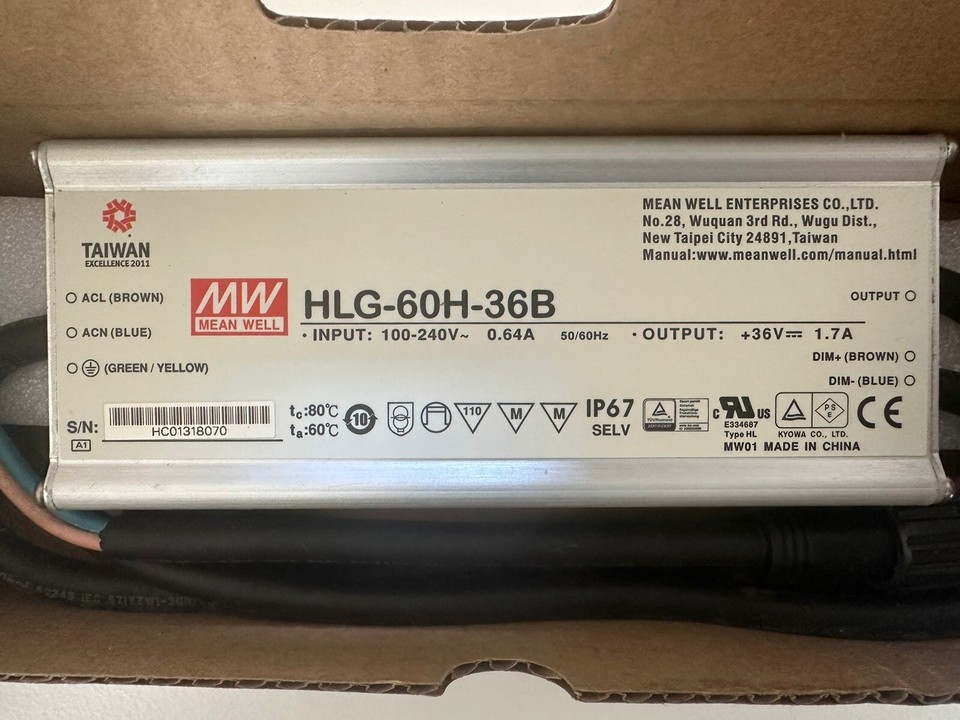 TAIWAN
EXCELLENCE 2011
MEAN WELL ENTERPRISES CO.,LTD.
No.28, Wuquan 3rd Rd., Wugu Dist.,
New Taipei City 24891,Taiwan
Manual:www.meanwell.com/manual.html
ACL (BROWN)
ACN (BLUE)
(GREEN / YELLOW)
MW
MEAN WELL
HLG-60H-36B
· INPUT: 100-240V~ 0.64A 50/60Hz · OUTPUT: +36V⎓ 1.7A
OUTPUT
DIM+ (BROWN)
DIM- (BLUE)
S/N:
HC01318070
A1
tc:80℃
ta:60℃
10
110
M
M
IP67
SELV
c RU US
E334687
Type HL
PS
E
KYOWA CO., LTD.
CE
MW01 MADE IN CHINA